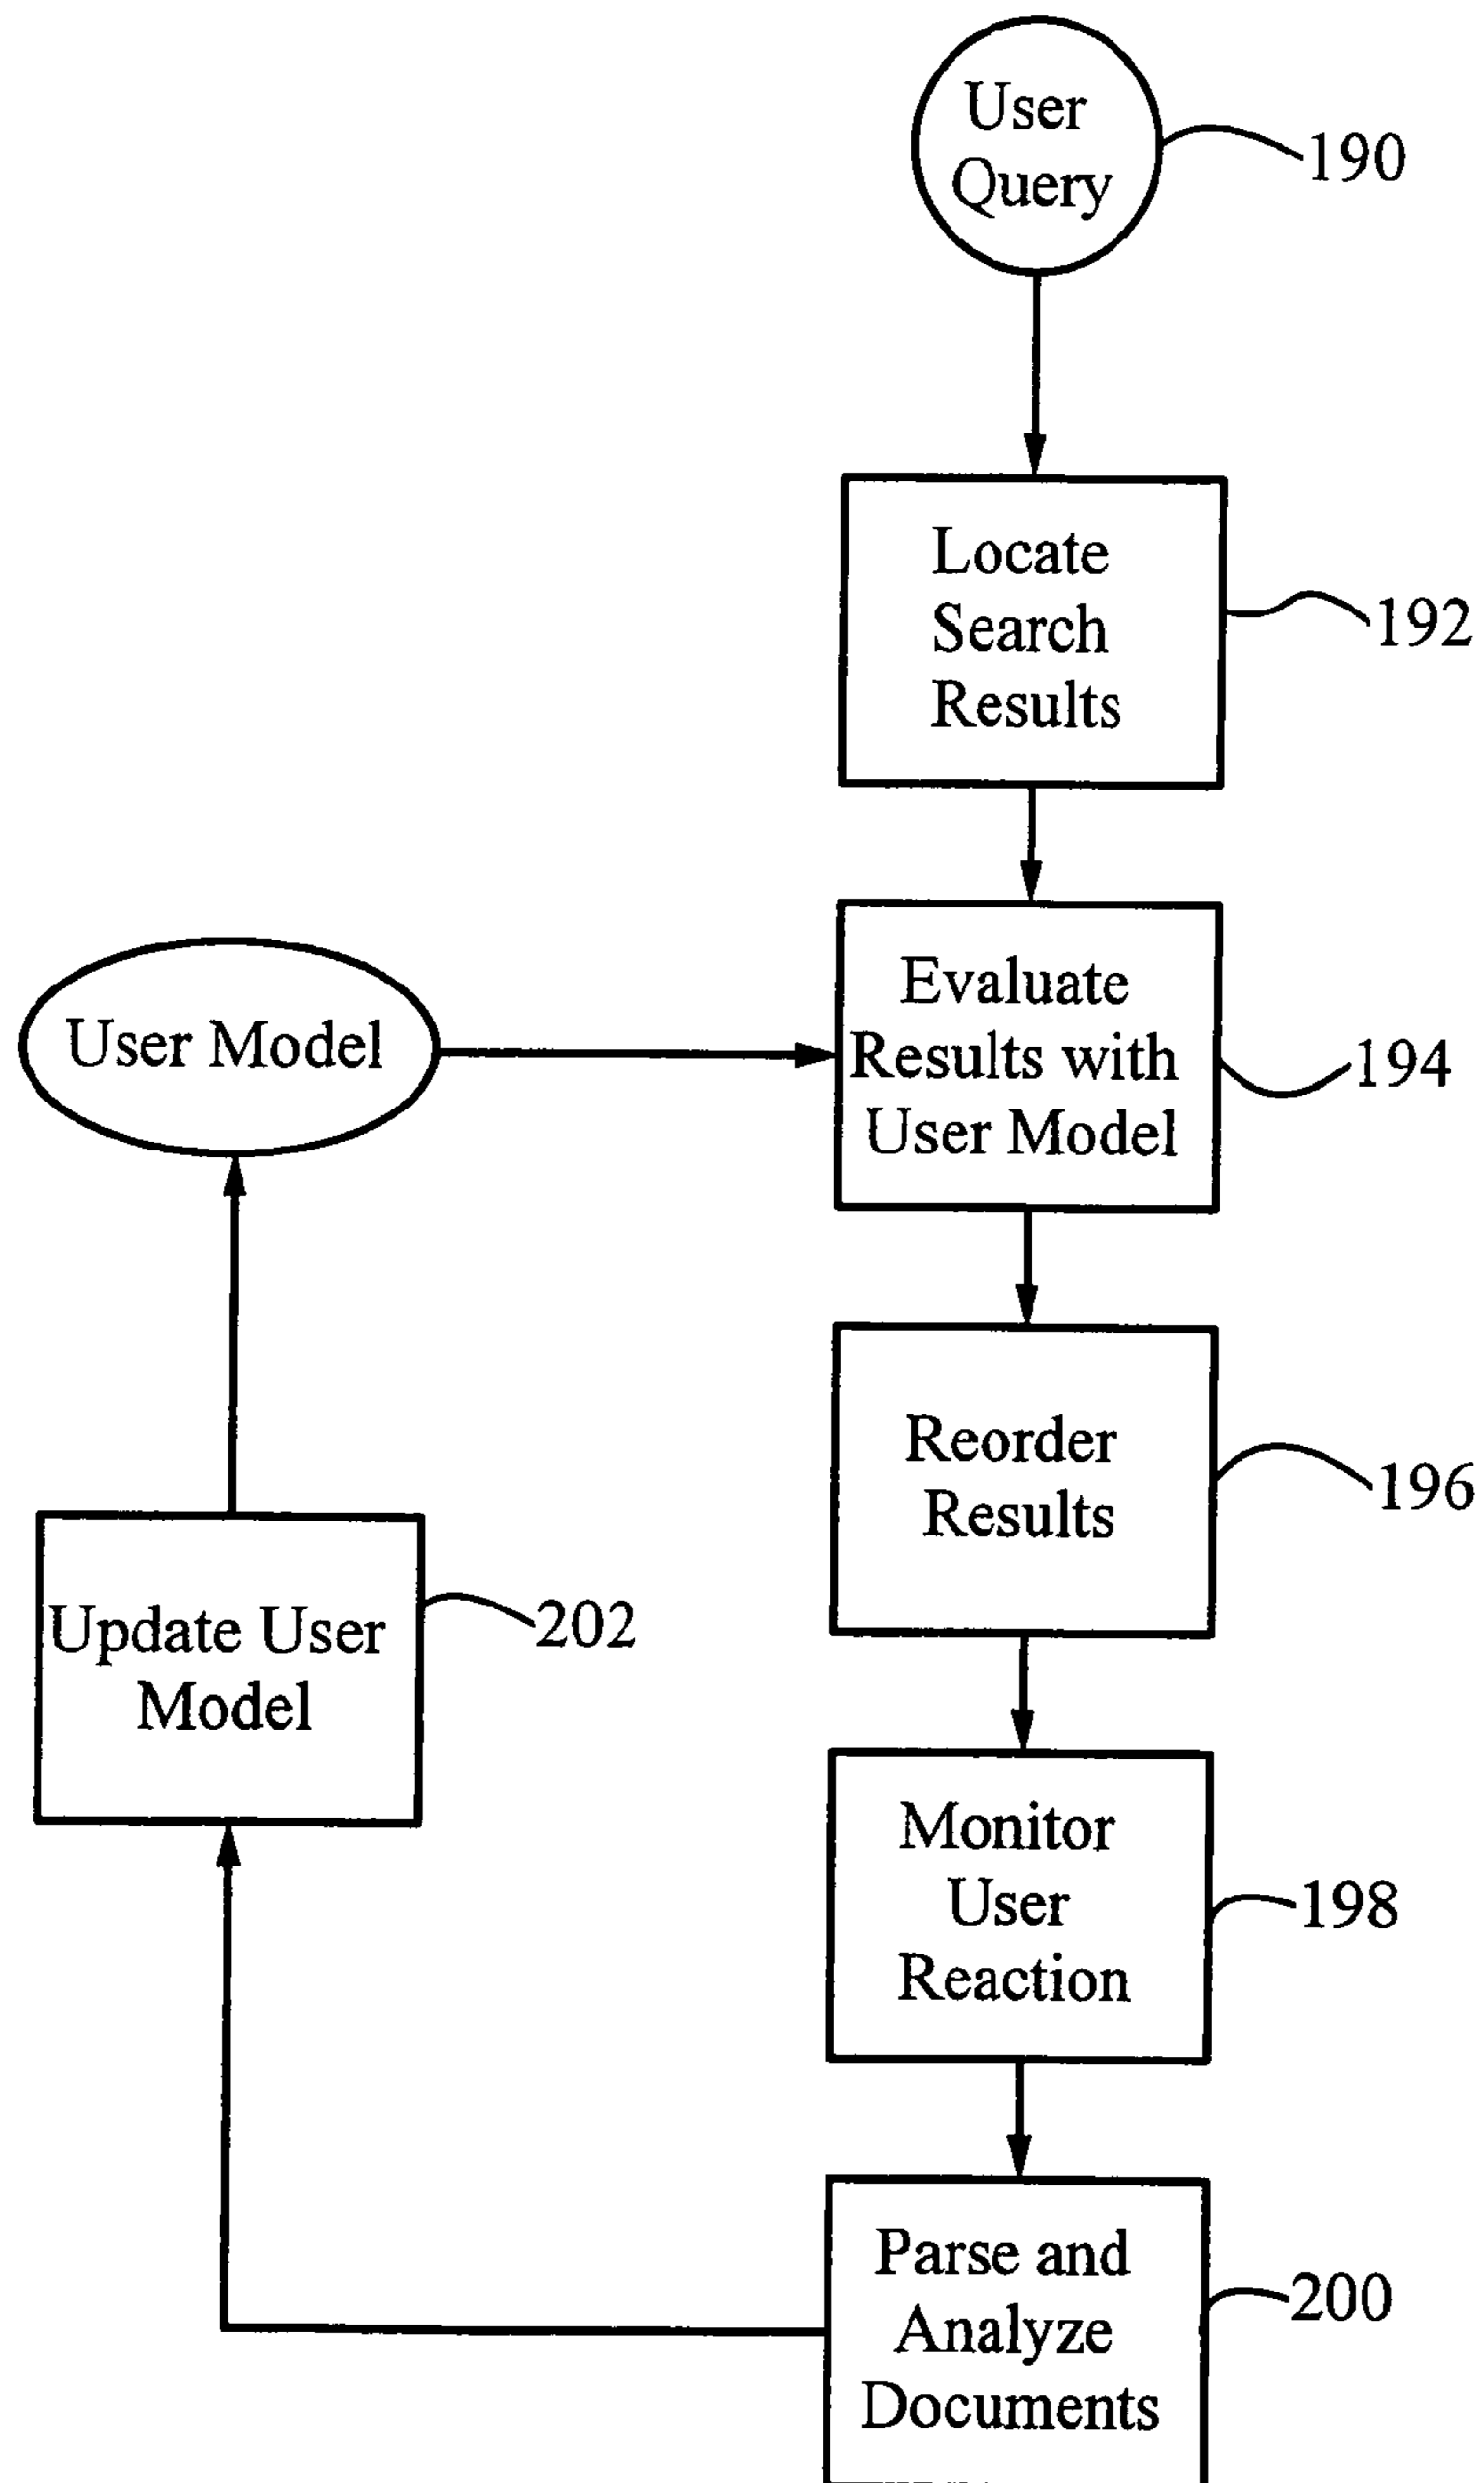 User
Query
190
Locate
Search
Results
192
Evaluate
Results with
User Model
194
User Model
Reorder
Results
196
Update User
Model
202
Monitor
User
Reaction
198
Parse and
Analyze
Documents
200